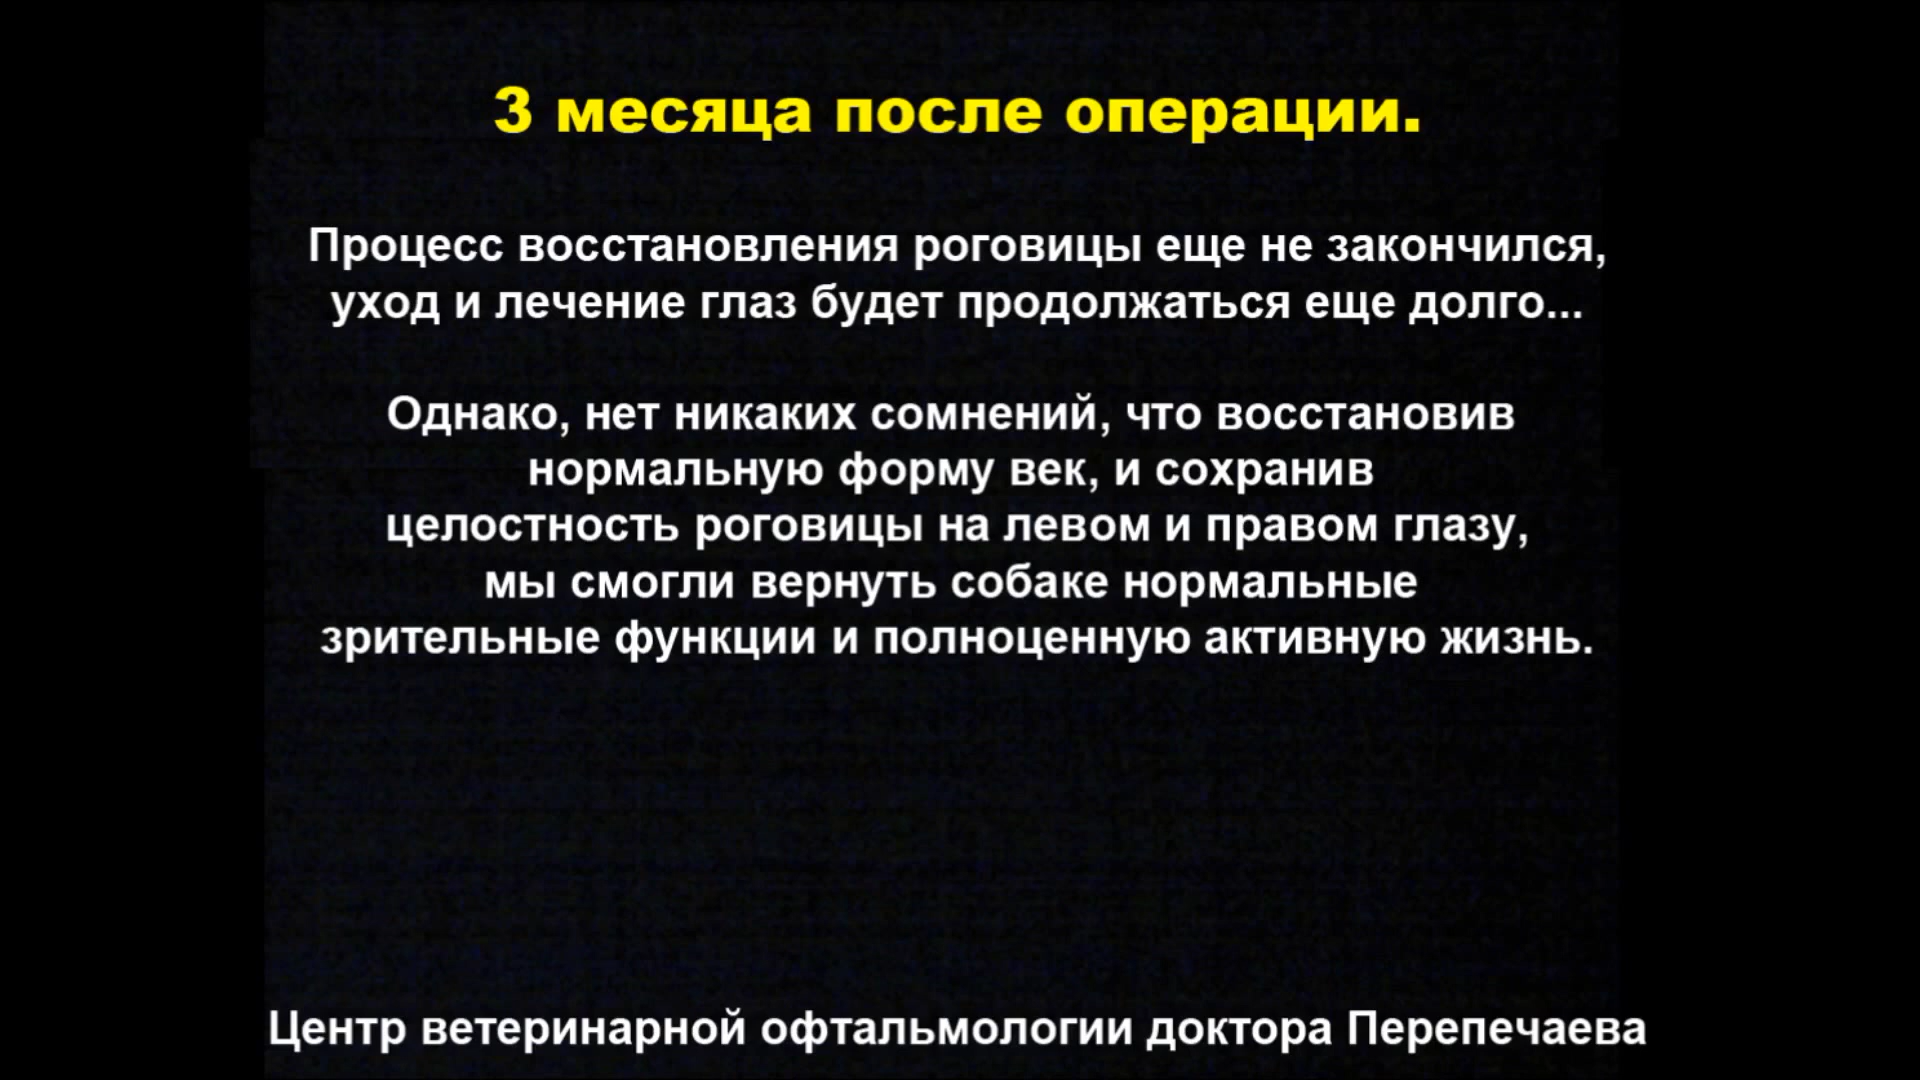 3 месяца после операции.
Процесс восстановления роговицы еще не закончился,
уход и лечение глаз будет продолжаться еще долго...
Однако, нет никаких сомнений, что восстановив
нормальную форму век, и сохранив
целостность роговицы на левом и правом глазу,
мы смогли вернуть собаке нормальные
зрительные функции и полноценную активную жизнь.
Центр ветеринарной офтальмологии доктора Перепечаева